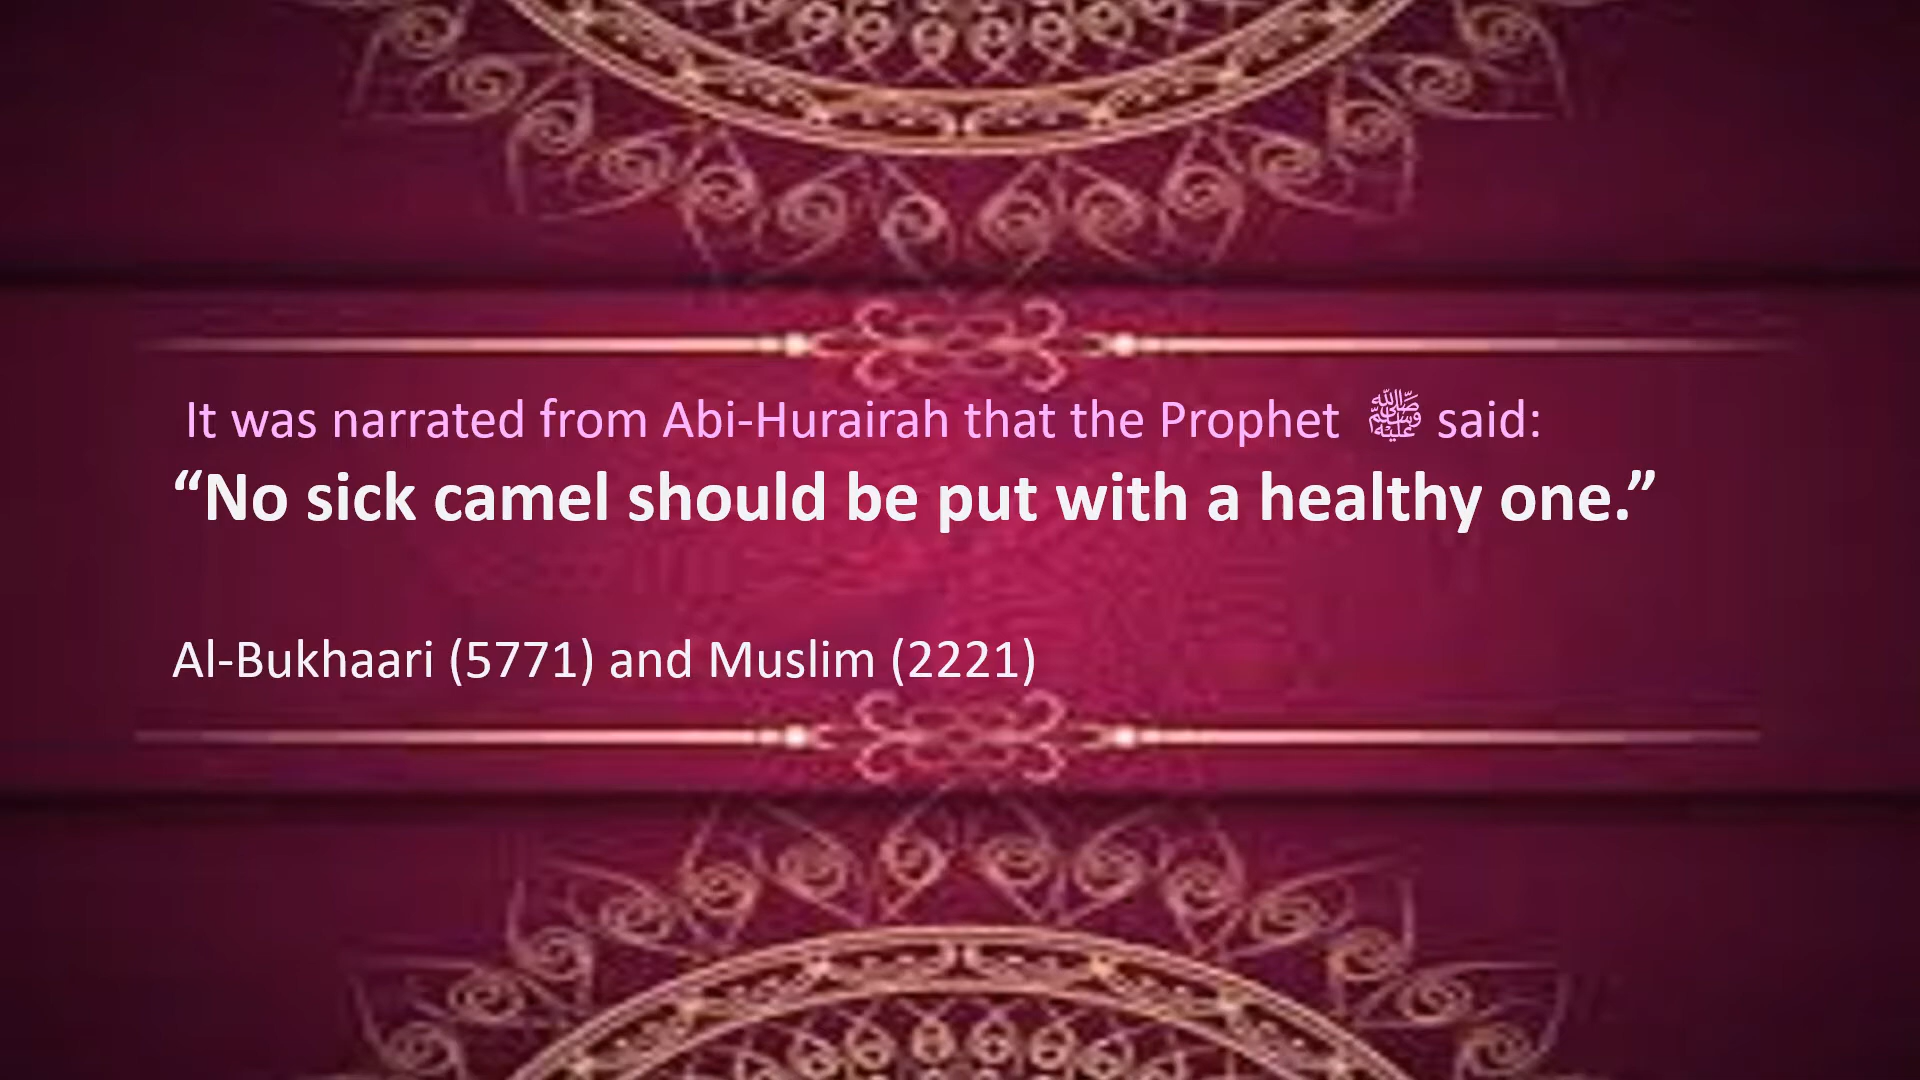 It was narrated from Abi-Hurairah that the Prophet ﷺ said:
“No sick camel should be put with a healthy one.”
Al-Bukhaari (5771) and Muslim (2221)